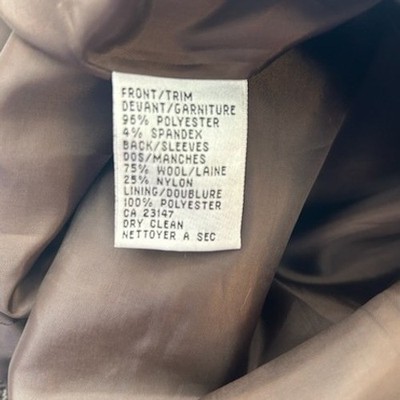 FRONT/TRIM
DEVANT/GARNITURE
96% POLYESTER
4% SPANDEX
BACK/SLEEVES
DOS/MANCHES
75% WOOL/LAINE
25% NYLON
LINING/DOUBLURE
100% POLYESTER
CA 23147
DRY CLEAN
NETTOYER A SEC